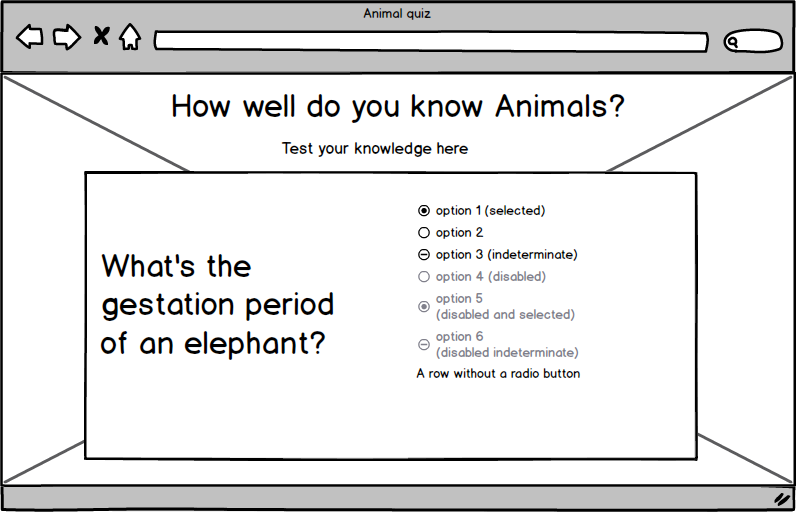 Animal quiz
How well do you know Animals?
Test your knowledge here
What's the
gestation period
of an elephant?
option 1 (selected)
option 2
option 3 (indeterminate)
option 4 (disabled)
option 5
(disabled and selected)
option 6
(disabled indeterminate)
A row without a radio button